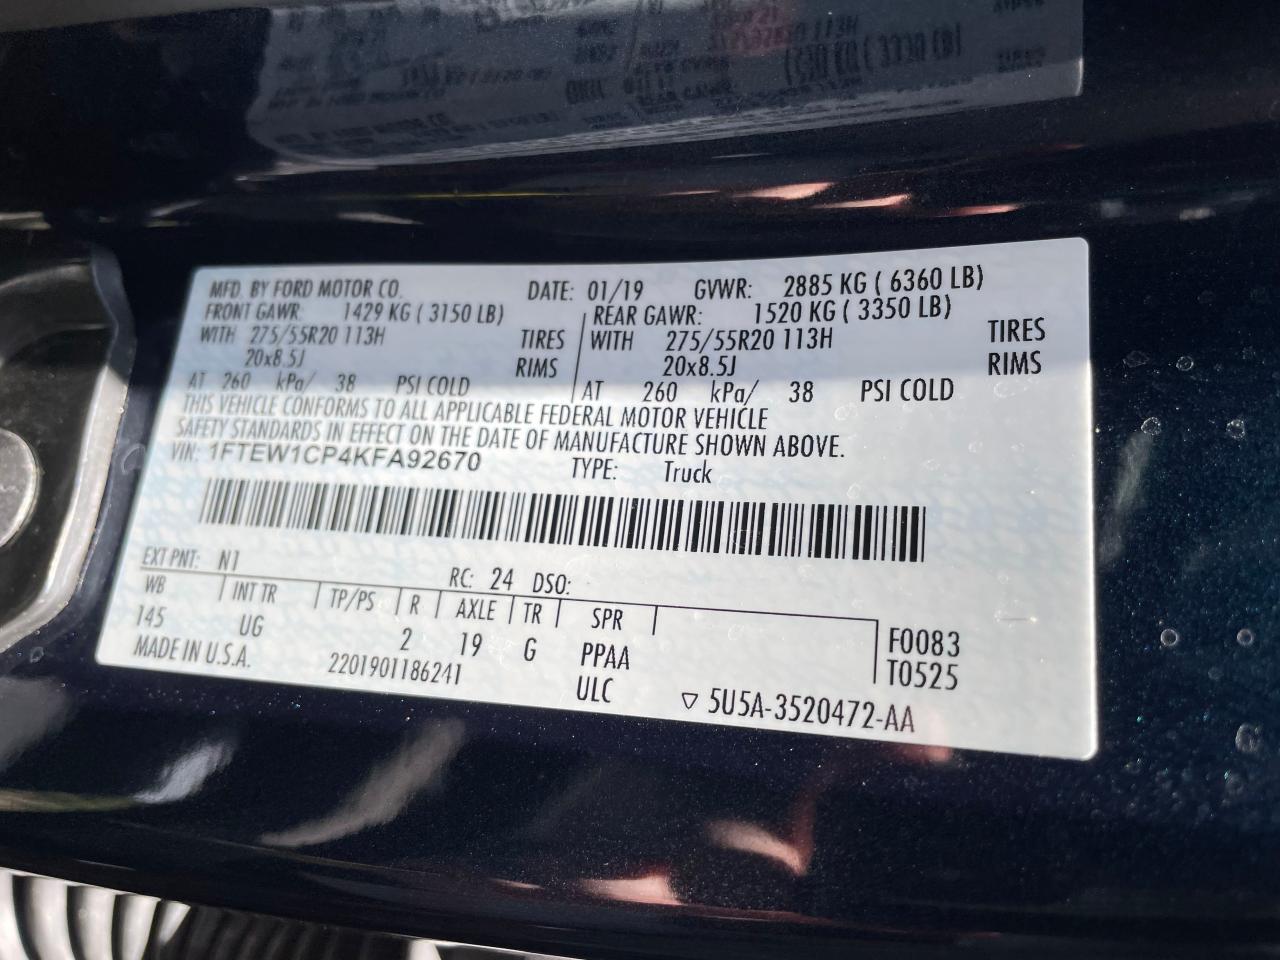 MFD. BY FORD MOTOR CO. DATE: 01/19 GVWR: 2885 KG ( 6360 LB)
FRONT GAWR: 1429 KG ( 3150 LB) REAR GAWR: 1520 KG ( 3350 LB)
WITH 275/55R20 113H TIRES WITH 275/55R20 113H TIRES
20x8.5J RIMS 20x8.5J RIMS
AT 260 kPa/ 38 PSI COLD AT 260 kPa/ 38 PSI COLD
THIS VEHICLE CONFORMS TO ALL APPLICABLE FEDERAL MOTOR VEHICLE
SAFETY STANDARDS IN EFFECT ON THE DATE OF MANUFACTURE SHOWN ABOVE.
VIN: 1FTEW1CP4KFA92670 TYPE: Truck
EXT PNT: N1 RC: 24 DSO:
WB INT TR TP/PS R AXLE TR SPR
145 UG 2 19 G PPAA F0083
MADE IN U.S.A. 2201901186241 ULC T0525
▽ 5U5A-3520472-AA